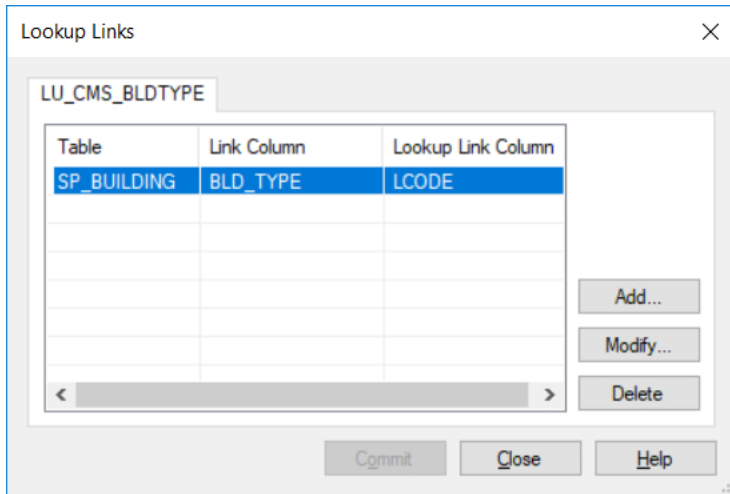 Lookup Links
LU_CMS_BLDTYPE
Table Link Column Lookup Link Column
SP_BUILDING BLD_TYPE LCODE
Add...
Modify...
Delete
Commit Close Help